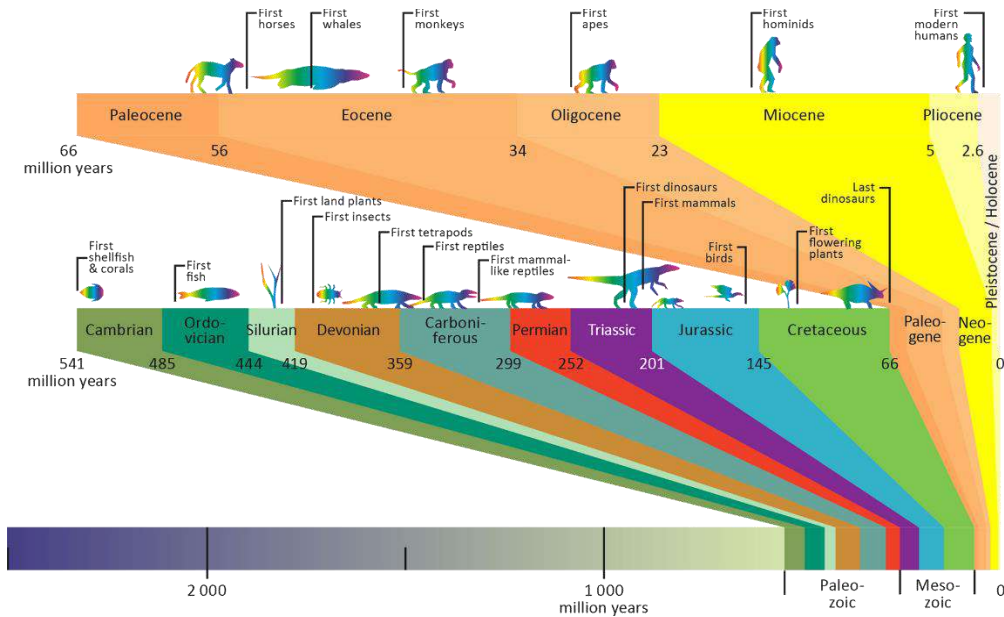 First
horses
First
whales
First
monkeys
First
apes
First
hominids
First
modern
humans
Paleocene
Eocene
Oligocene
Miocene
Pliocene
Pleistocene / Holocene
66
56
34
23
5
2.6
million years
First
shellfish
& corals
First
fish
First land plants
First insects
First tetrapods
First reptiles
First mammal-
like reptiles
First dinosaurs
First mammals
First
birds
First
flowering
plants
Last
dinosaurs
Cambrian
Ordo-
vician
Silurian
Devonian
Carboni-
ferous
Permian
Triassic
Jurassic
Cretaceous
Paleo-
gene
Neo-
gene
541
485
444
419
359
299
252
201
145
66
0
million years
2 000
1 000
million years
Paleo-
zoic
Meso-
zoic
0